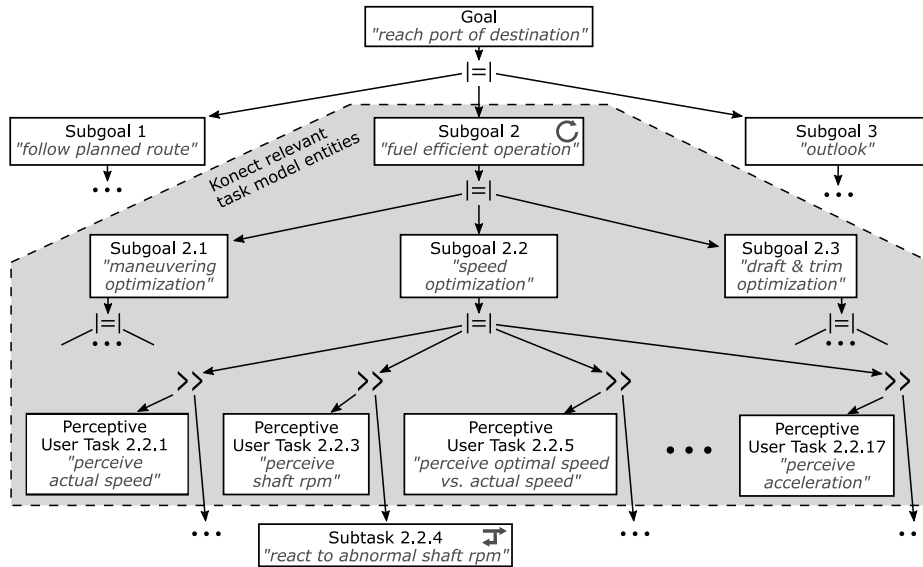 Goal
"reach port of destination"
|=|
Subgoal 1
"follow planned route"
...
Subgoal 2
"fuel efficient operation"
Subgoal 3
"outlook"
...
Konect relevant
task model entities
|=|
Subgoal 2.1
"maneuvering
optimization"
|=|
...
Subgoal 2.2
"speed
optimization"
|=|
Subgoal 2.3
"draft & trim
optimization"
|=|
...
>> >> >> >>
Perceptive
User Task 2.2.1
"perceive
actual speed"
Perceptive
User Task 2.2.3
"perceive
shaft rpm"
Perceptive
User Task 2.2.5
"perceive optimal speed
vs. actual speed"
...
Perceptive
User Task 2.2.17
"perceive
acceleration"
...
Subtask 2.2.4
"react to abnormal shaft rpm"
...
..